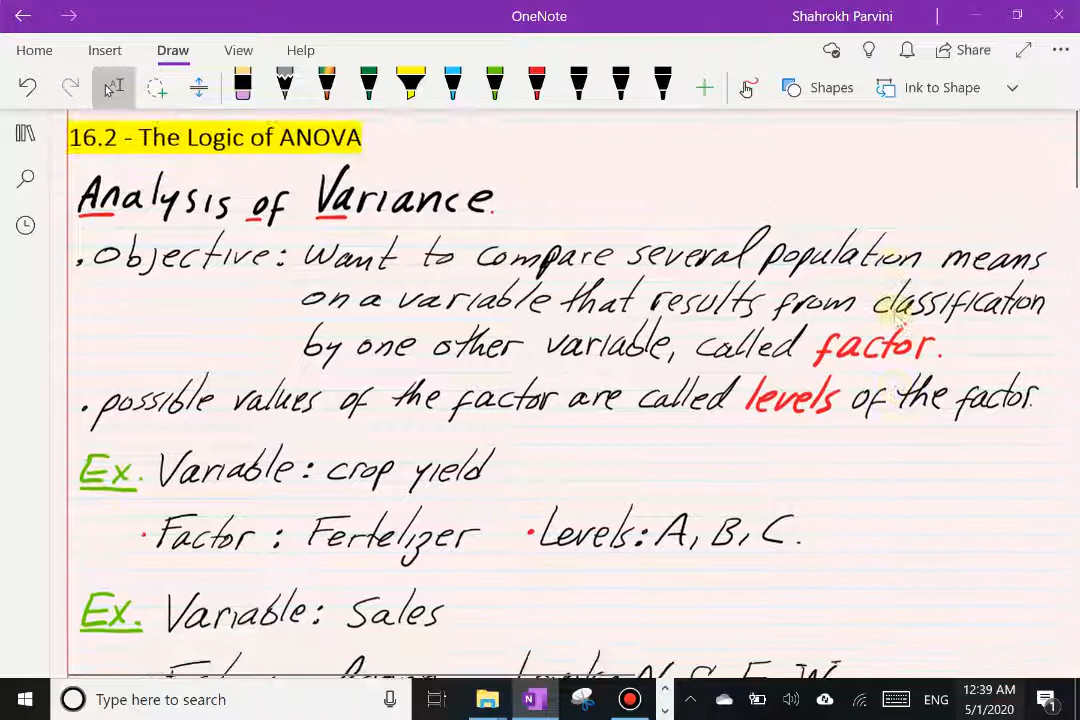 OneNote
Shahrokh Parvini
Home Insert Draw View Help
Share
Shapes
Ink to Shape
16.2 - The Logic of ANOVA
Analysis of Variance.
. Objective: Want to compare several population means
on a variable that results from classification
by one other variable, called factor.
. possible values of the factor are called levels of the factor.
Ex. Variable: crop yield
. Factor: Fertelizer . Levels: A, B, C.
Ex. Variable: Sales
Type here to search
ENG
12:39 AM
5/1/2020
1